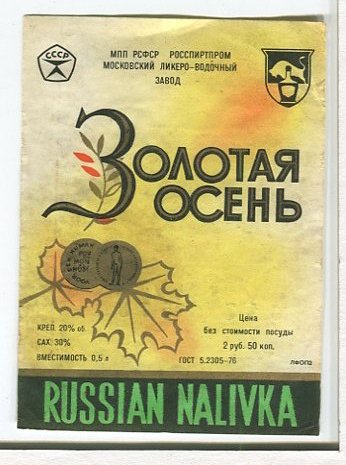 СССР
МПП РСФСР РОССПИРТПРОМ
МОСКОВСКИЙ ЛИКЕРО-ВОДОЧНЫЙ
ЗАВОД
ЗОЛОТАЯ
ОСЕНЬ
КРЕП. 20% об.
САХ. 30%
ВМЕСТИМОСТЬ 0,5 л
Цена
без стоимости посуды
2 руб. 50 коп.
ГОСТ 5.2305-76
ЛФОП2
RUSSIAN NALIVKA